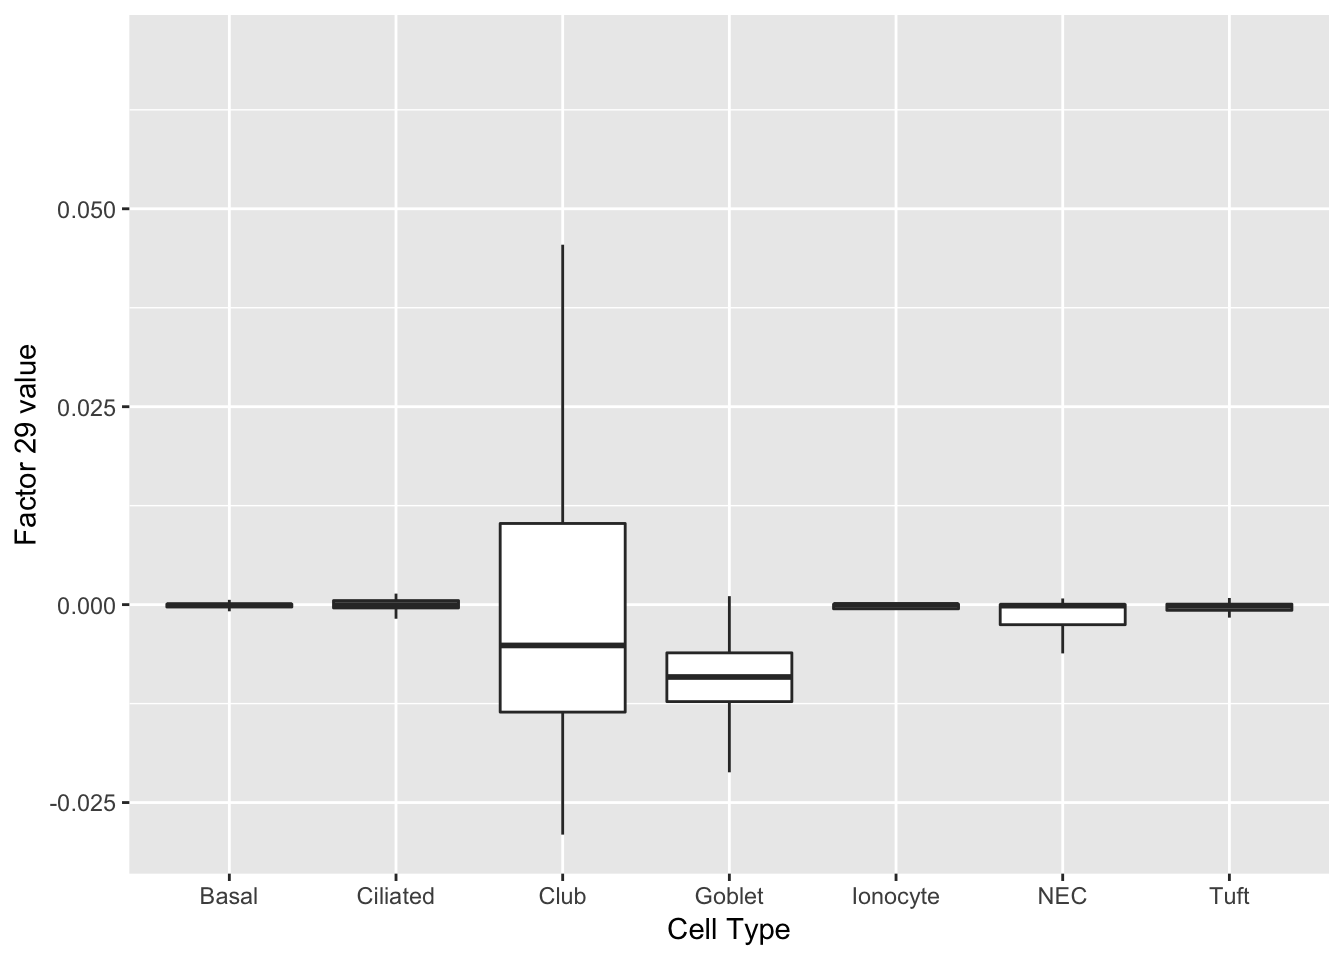 Factor 29 value
0.050
0.025
0.000
-0.025
Basal Ciliated Club Goblet Ionocyte NEC Tuft
Cell Type